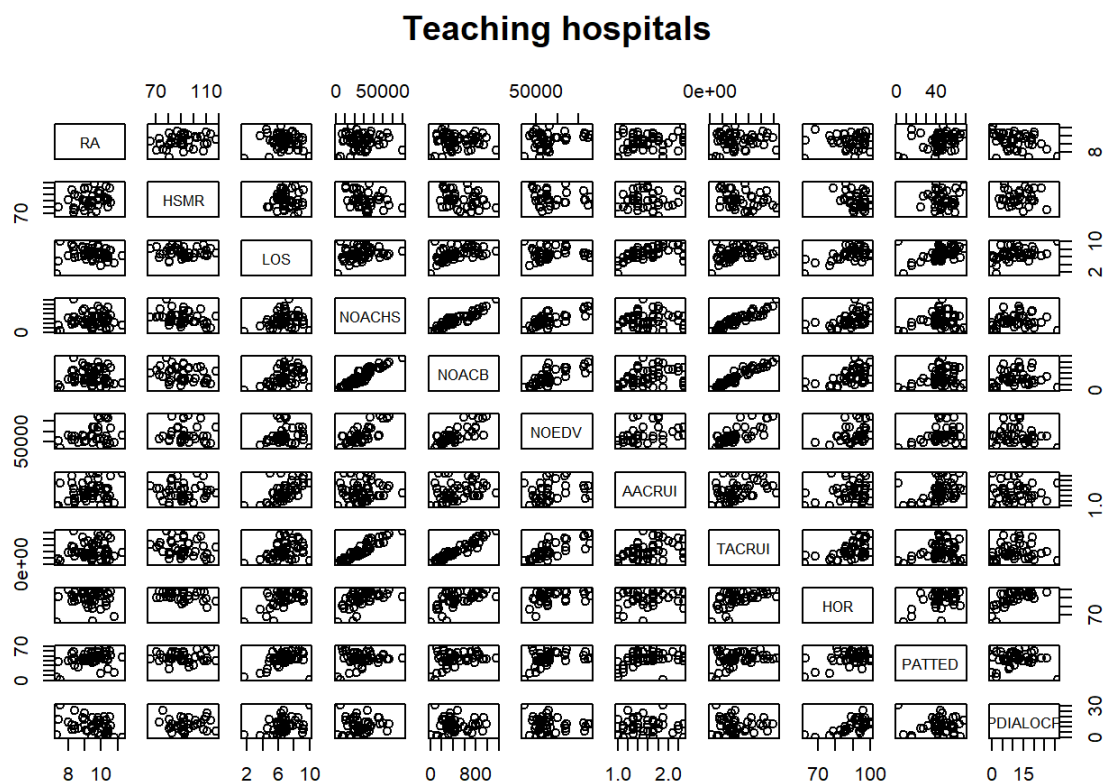 Teaching hospitals
70 110 0 50000 50000 0e+00 0 40
RA 8
70 HSMR
LOS 2 10
0 NOACHS
NOACB 0
50000 NOEDV
AACRUI 1.0
0e+00 TACRUI
HOR 70
0 70 PATTED
PDIALOCF 0 15 30
8 10 2 6 10 0 800 1.0 2.0 70 100 0 15